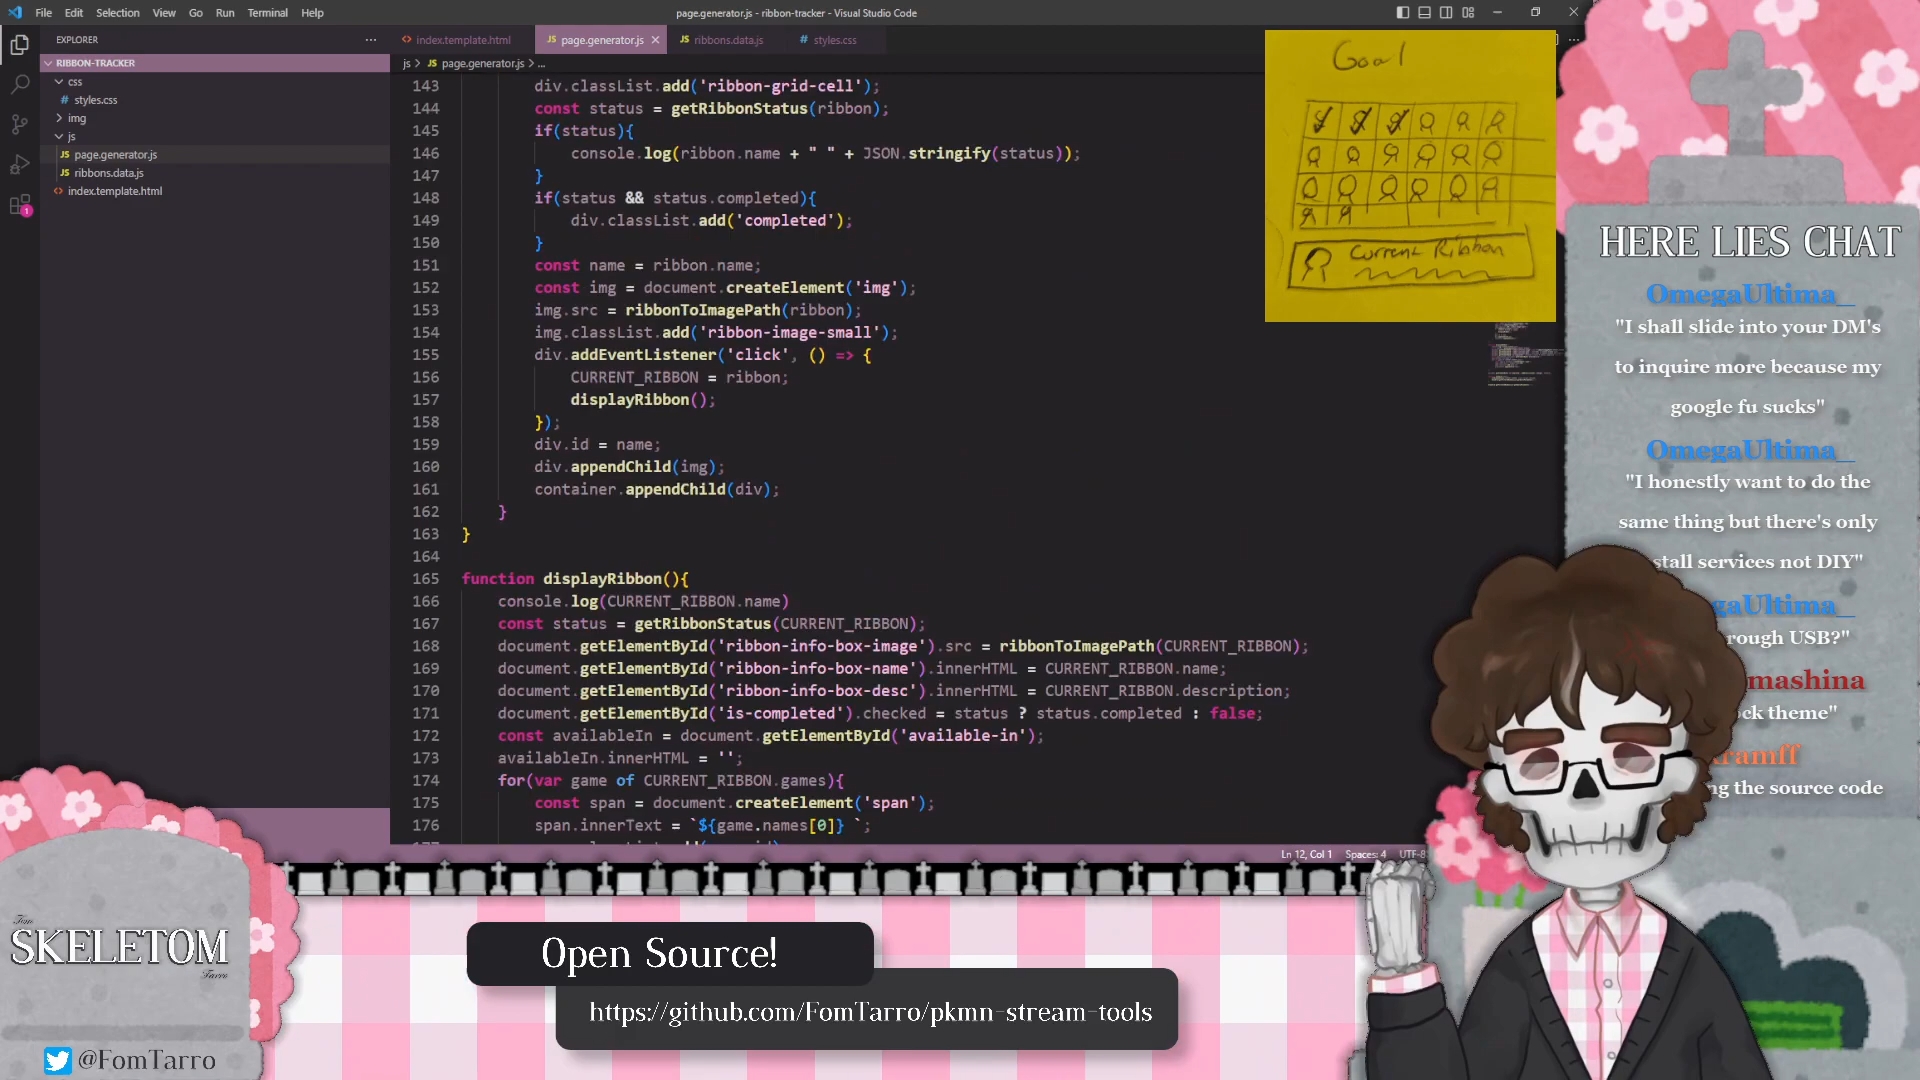 File Edit Selection View Go Run Terminal Help
page.generator.js - ribbon-tracker - Visual Studio Code
EXPLORER
RIBBON-TRACKER
css
styles.css
img
js
page.generator.js
ribbons.data.js
index.template.html
1
index.template.html
JS page.generator.js
JS ribbons.data.js
styles.css
js > JS page.generator.js > ...
143 div.classList.add('ribbon-grid-cell');
144 const status = getRibbonStatus(ribbon);
145 if(status){
146 console.log(ribbon.name + " " + JSON.stringify(status));
147 }
148 if(status && status.completed){
149 div.classList.add('completed');
150 }
151 const name = ribbon.name;
152 const img = document.createElement('img');
153 img.src = ribbonToImagePath(ribbon);
154 img.classList.add('ribbon-image-small');
155 div.addEventListener('click', () => {
156 CURRENT_RIBBON = ribbon;
157 displayRibbon();
158 });
159 div.id = name;
160 div.appendChild(img);
161 container.appendChild(div);
162 }
163 }
164
165 function displayRibbon(){
166 console.log(CURRENT_RIBBON.name)
167 const status = getRibbonStatus(CURRENT_RIBBON);
168 document.getElementById('ribbon-info-box-image').src = ribbonToImagePath(CURRENT_RIBBON);
169 document.getElementById('ribbon-info-box-name').innerHTML = CURRENT_RIBBON.name;
170 document.getElementById('ribbon-info-box-desc').innerHTML = CURRENT_RIBBON.description;
171 document.getElementById('is-completed').checked = status ? status.completed : false;
172 const availableIn = document.getElementById('available-in');
173 availableIn.innerHTML = '';
174 for(var game of CURRENT_RIBBON.games){
175 const span = document.createElement('span');
176 span.innerText = `${game.names[0]} `;
Ln 12, Col 1 Spaces: 4 UTF-8
Goal
Current Ribbon
HERE LIES CHAT
OmegaUltima_
"I shall slide into your DM's
to inquire more because my
google fu sucks"
OmegaUltima_
"I honestly want to do the
same thing but there's only
stall services not DIY"
gaUltima_
rough USB?"
mashina
ock theme"
ramff
ng the source code
Fom
SKELETOM
Tarro
@FomTarro
Open Source!
https://github.com/FomTarro/pkmn-stream-tools